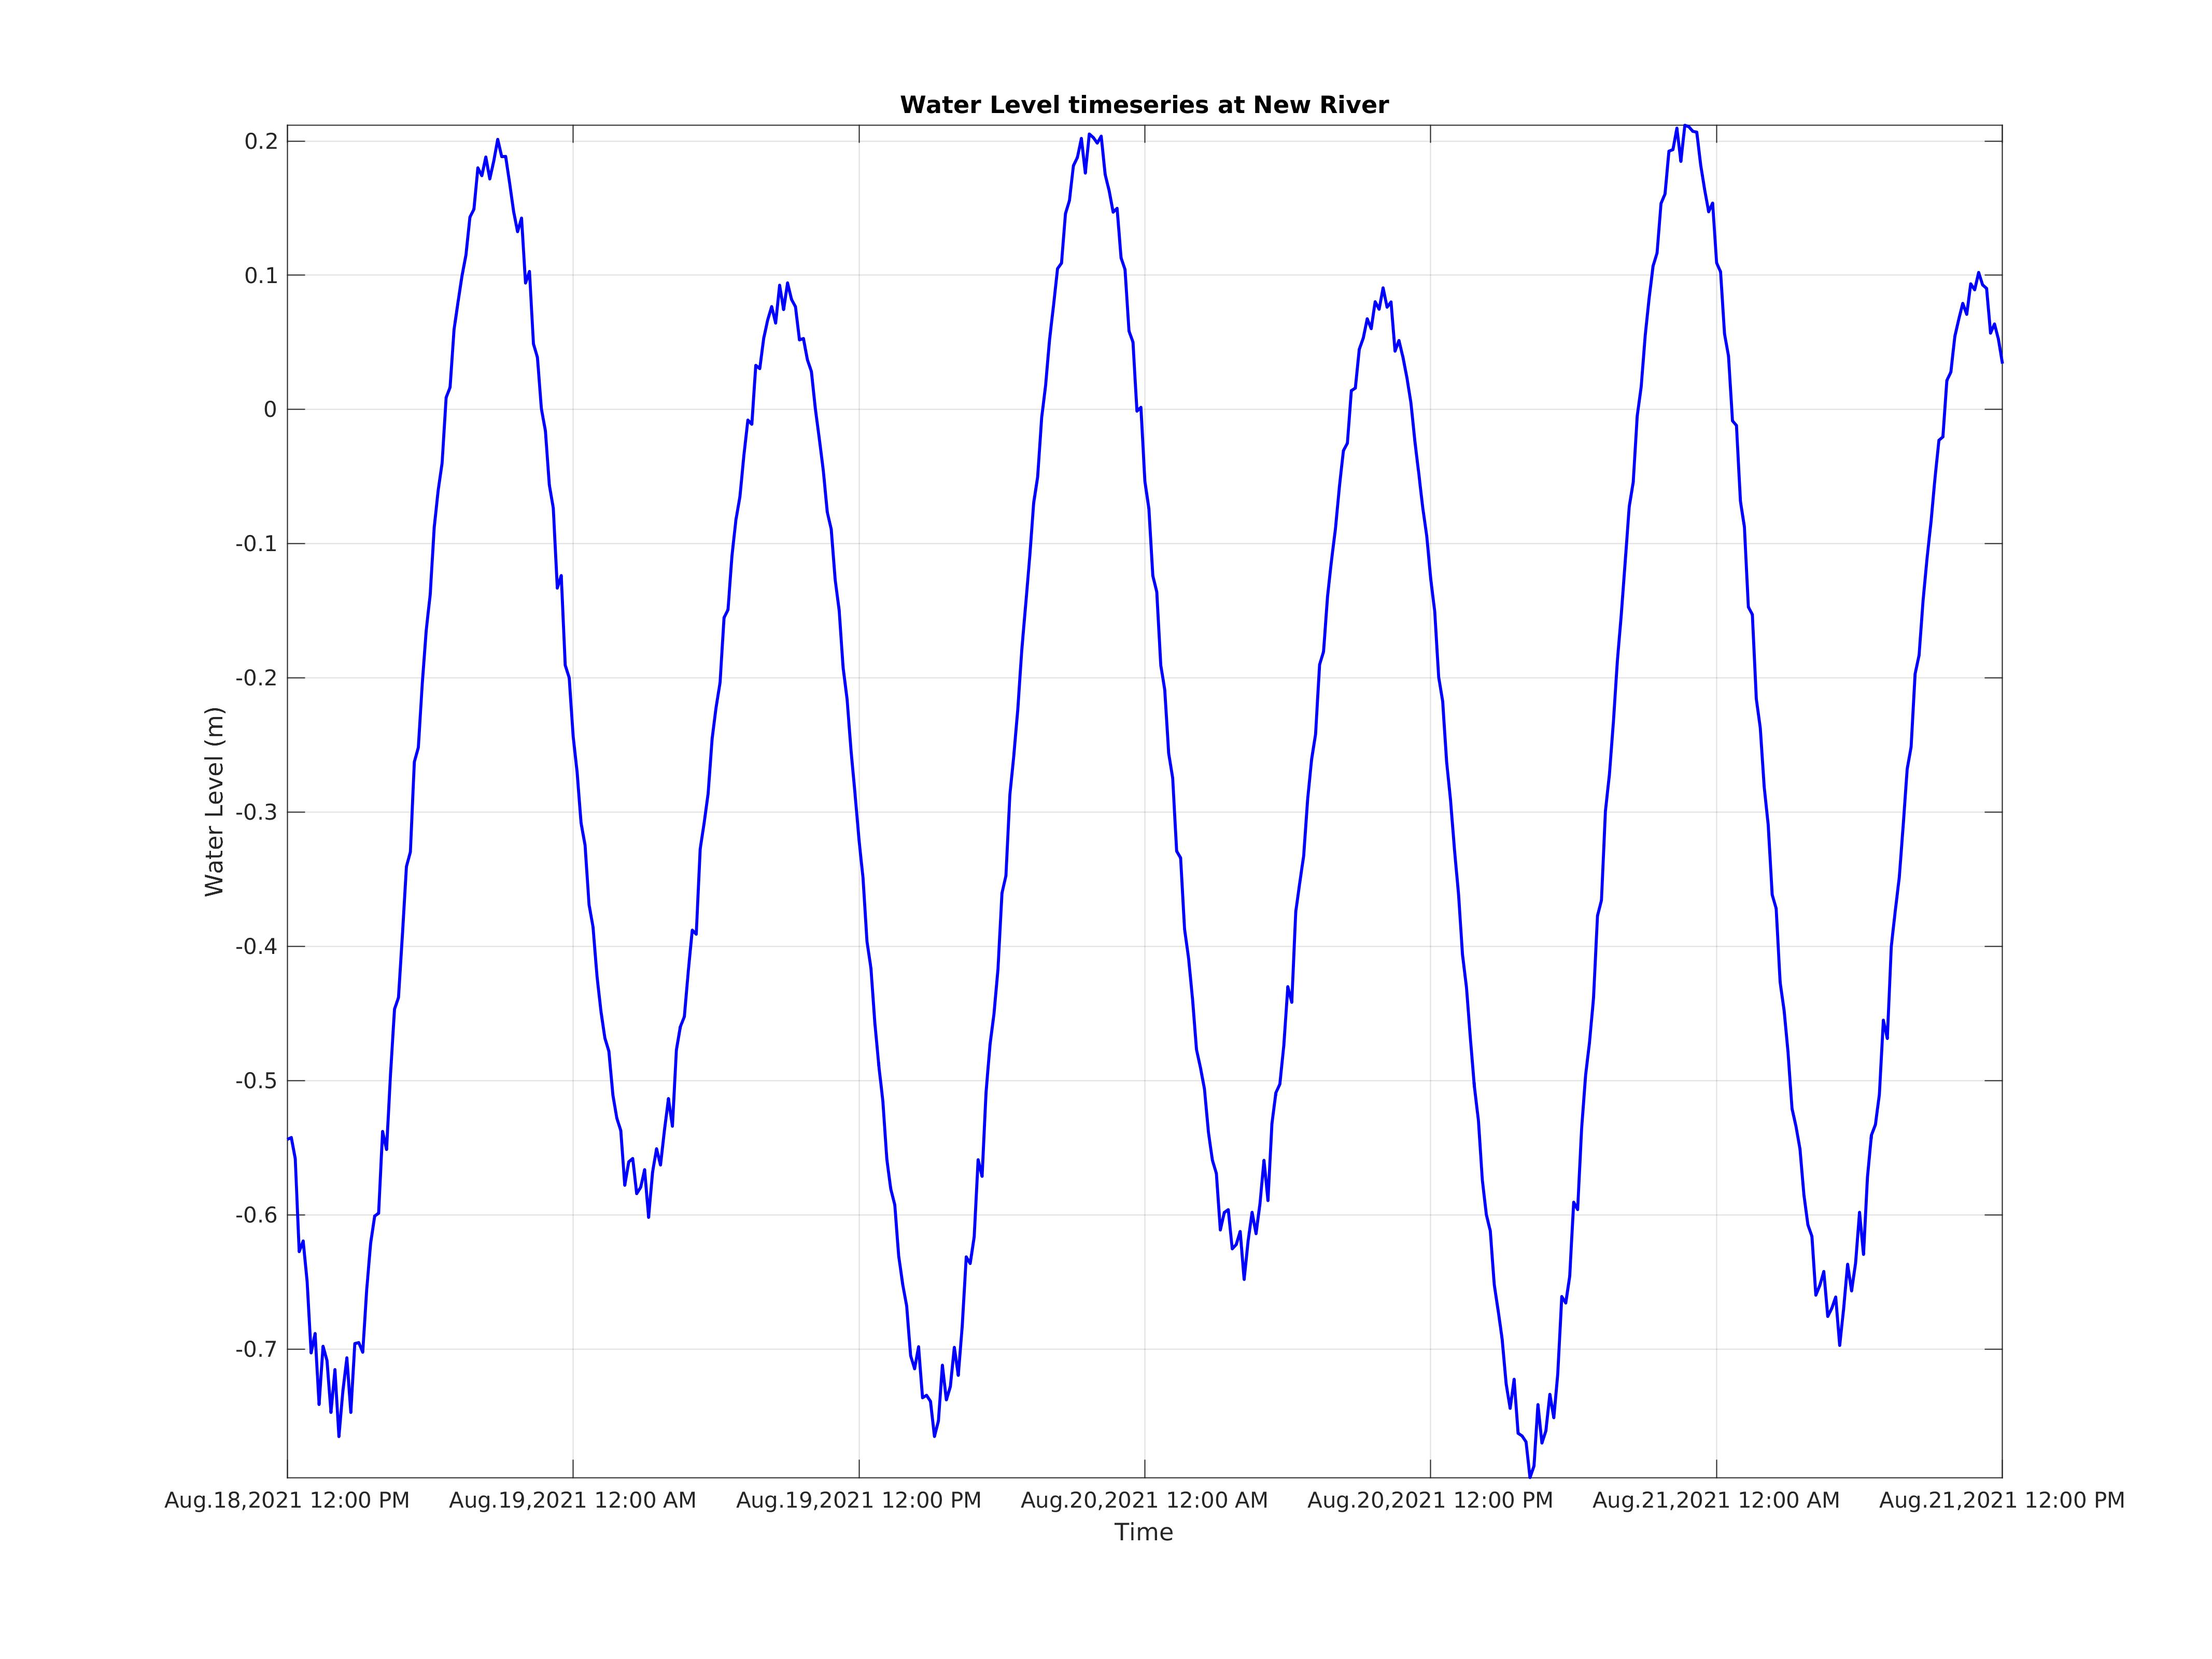 Water Level timeseries at New River
0.2
0.1
0
-0.1
-0.2
-0.3
-0.4
-0.5
-0.6
-0.7
Water Level (m)
Aug.18,2021 12:00 PM
Aug.19,2021 12:00 AM
Aug.19,2021 12:00 PM
Aug.20,2021 12:00 AM
Aug.20,2021 12:00 PM
Aug.21,2021 12:00 AM
Aug.21,2021 12:00 PM
Time